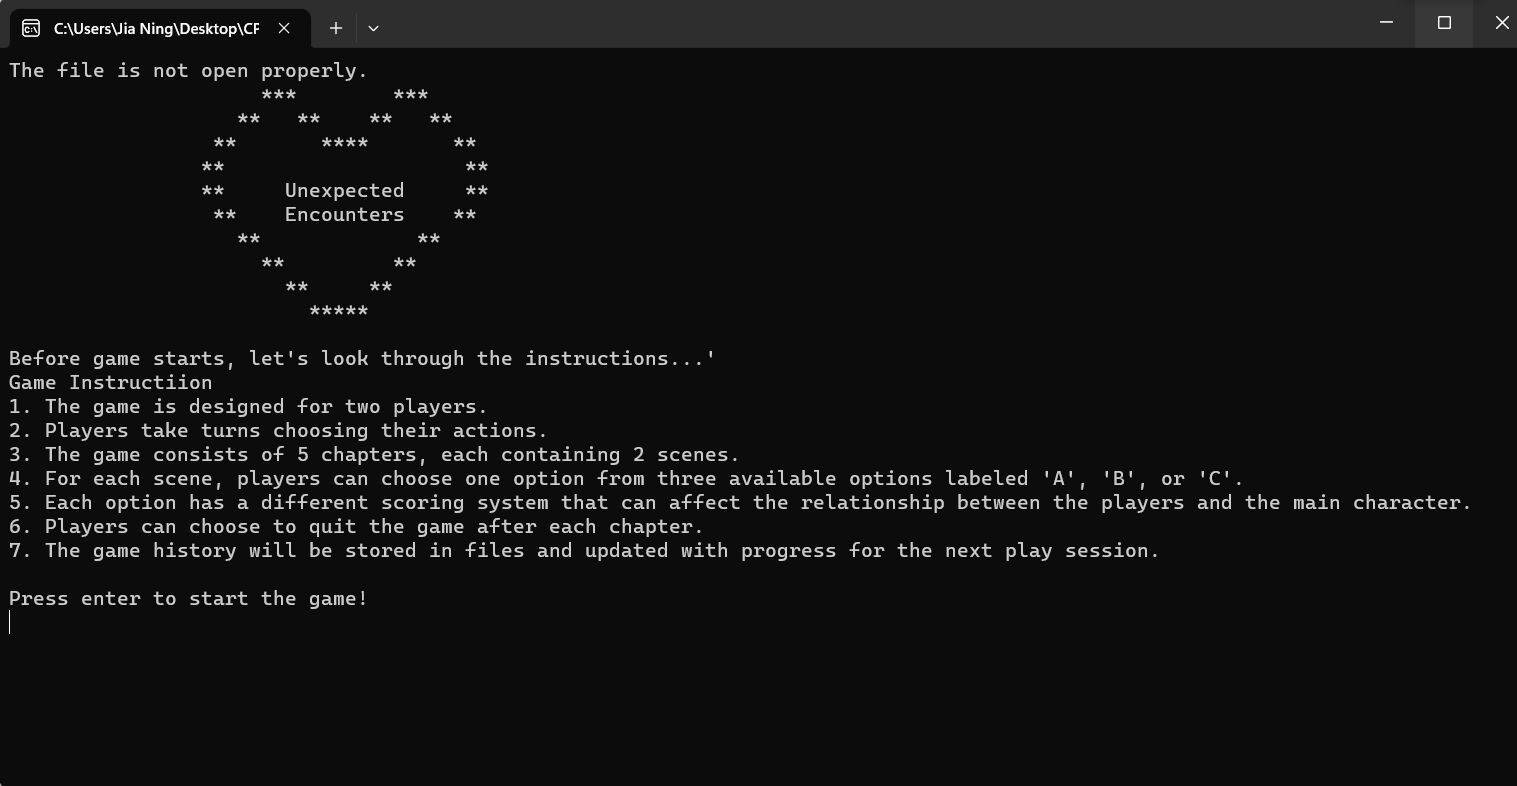 C:\Users\Jia Ning\Desktop\CF
The file is not open properly.
***        ***
**   **    **   **
**       ****       **
**                    **
**     Unexpected     **
**    Encounters    **
**             **
**         **
**     **
*****
Before game starts, let's look through the instructions...'
Game Instructiion
1. The game is designed for two players.
2. Players take turns choosing their actions.
3. The game consists of 5 chapters, each containing 2 scenes.
4. For each scene, players can choose one option from three available options labeled 'A', 'B', or 'C'.
5. Each option has a different scoring system that can affect the relationship between the players and the main character.
6. Players can choose to quit the game after each chapter.
7. The game history will be stored in files and updated with progress for the next play session.
Press enter to start the game!